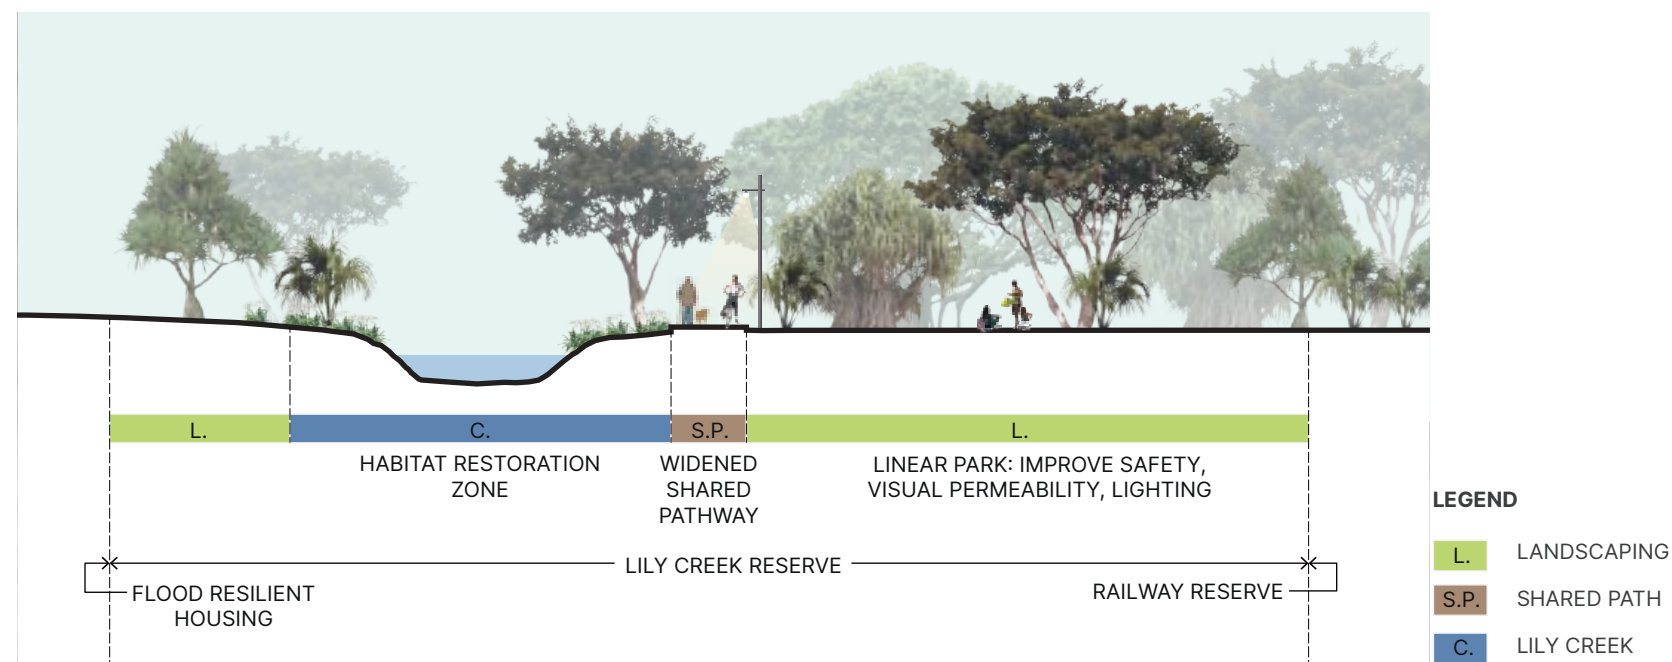 L.
C.
S.P.
L.
HABITAT RESTORATION
ZONE
WIDENED
SHARED
PATHWAY
LINEAR PARK: IMPROVE SAFETY,
VISUAL PERMEABILITY, LIGHTING
LILY CREEK RESERVE
FLOOD RESILIENT
HOUSING
RAILWAY RESERVE
LEGEND
L. LANDSCAPING
S.P. SHARED PATH
C. LILY CREEK